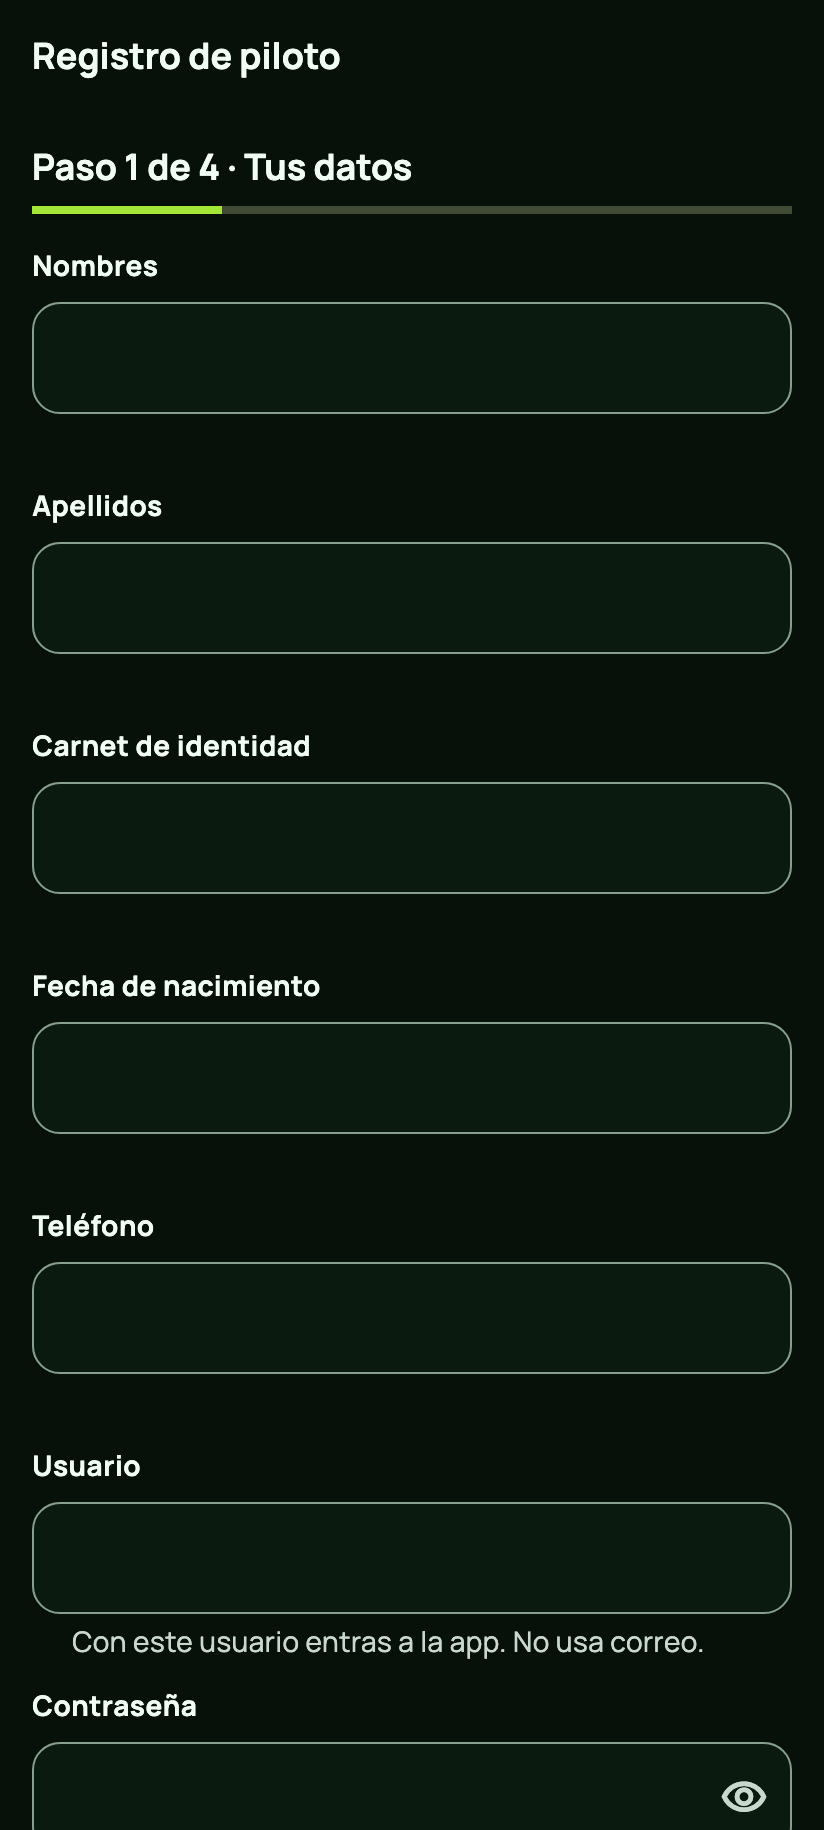 Registro de piloto
Paso 1 de 4 · Tus datos
Nombres
Apellidos
Carnet de identidad
Fecha de nacimiento
Teléfono
Usuario
Con este usuario entras a la app. No usa correo.
Contraseña